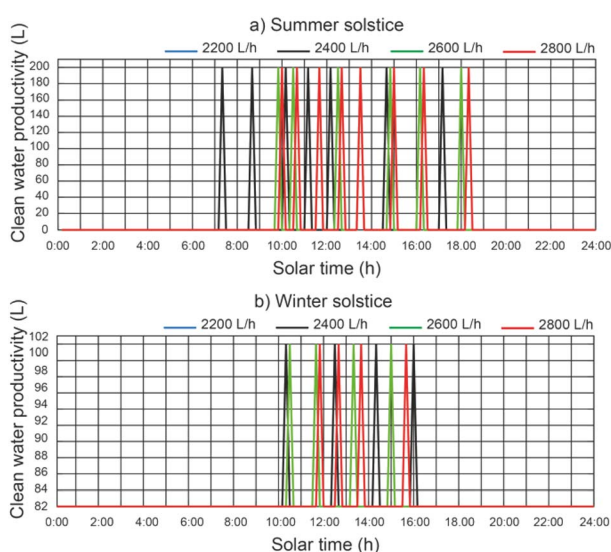 a) Summer solstice
2200 L/h 2400 L/h 2600 L/h 2800 L/h
Clean water productivity (L)
200
180
160
140
120
100
80
60
40
20
0
0:00 2:00 4:00 6:00 8:00 10:00 12:00 14:00 16:00 18:00 20:00 22:00 24:00
Solar time (h)
b) Winter solstice
2200 L/h 2400 L/h 2600 L/h 2800 L/h
Clean water productivity (L)
102
100
98
96
94
92
90
88
86
84
82
0:00 2:00 4:00 6:00 8:00 10:00 12:00 14:00 16:00 18:00 20:00 22:00 24:00
Solar time (h)